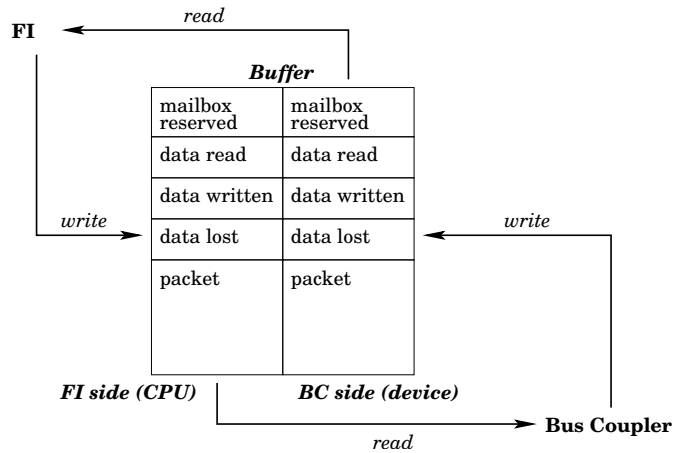 read
FI
Buffer
mailbox reserved
mailbox reserved
data read
data read
data written
data written
write
data lost
data lost
write
packet
packet
FI side (CPU)
BC side (device)
Bus Coupler
read